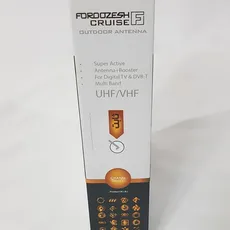 FOROOZESH
CRUISE F
OUTDOOR ANTENNA
Super Active
Antenna Booster
For Digital TV & DVB-T
Multi Band
UHF/VHF